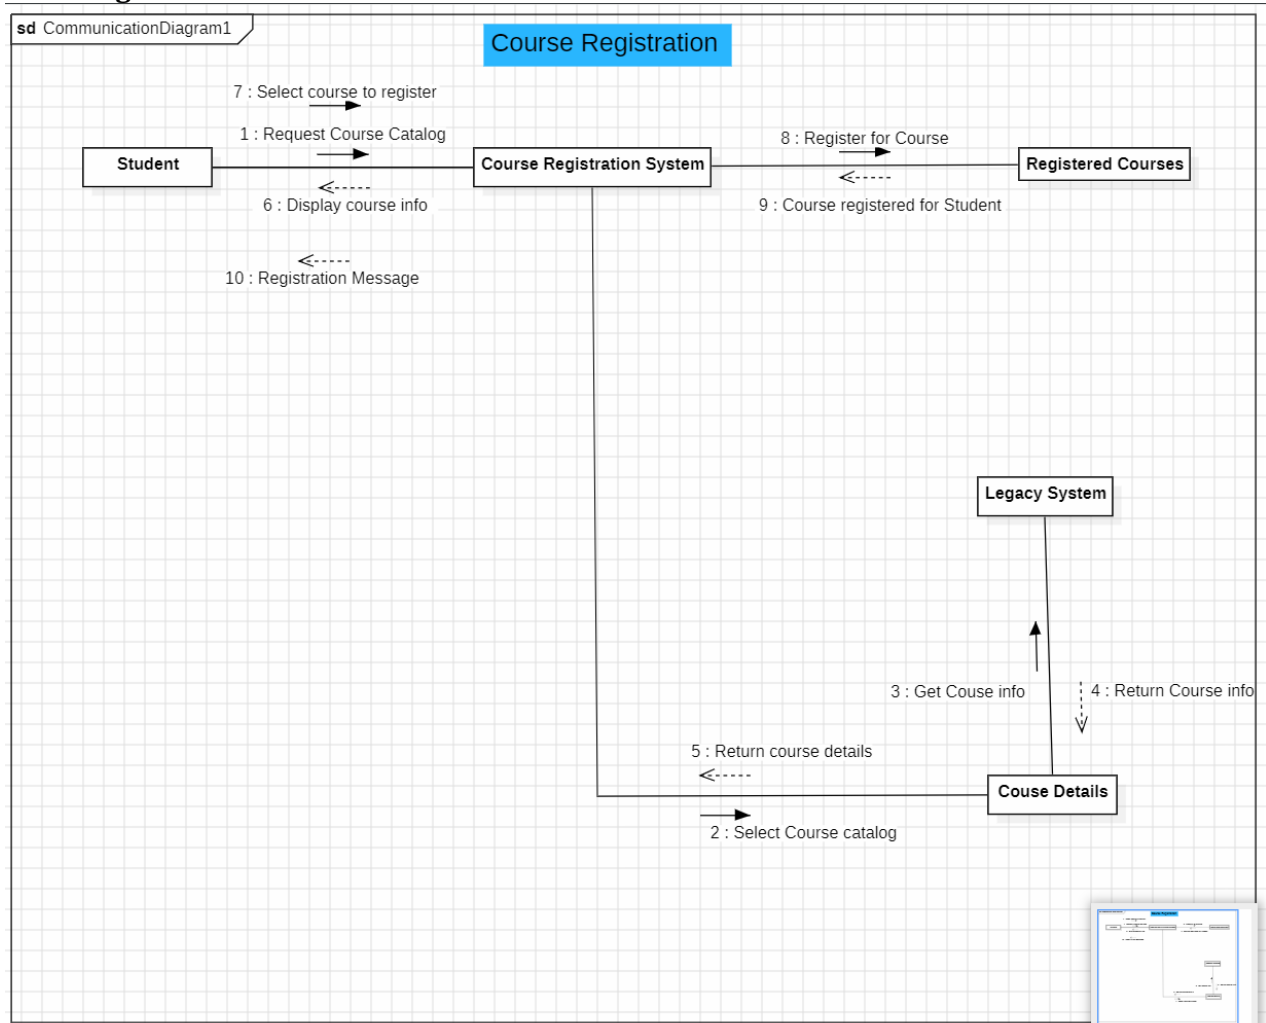 sd CommunicationDiagram1
Course Registration
7 : Select course to register
1 : Request Course Catalog
8 : Register for Course
Student
Course Registration System
Registered Courses
6 : Display course info
9 : Course registered for Student
10 : Registration Message
Legacy System
3 : Get Couse info
4 : Return Course info
5 : Return course details
Couse Details
2 : Select Course catalog